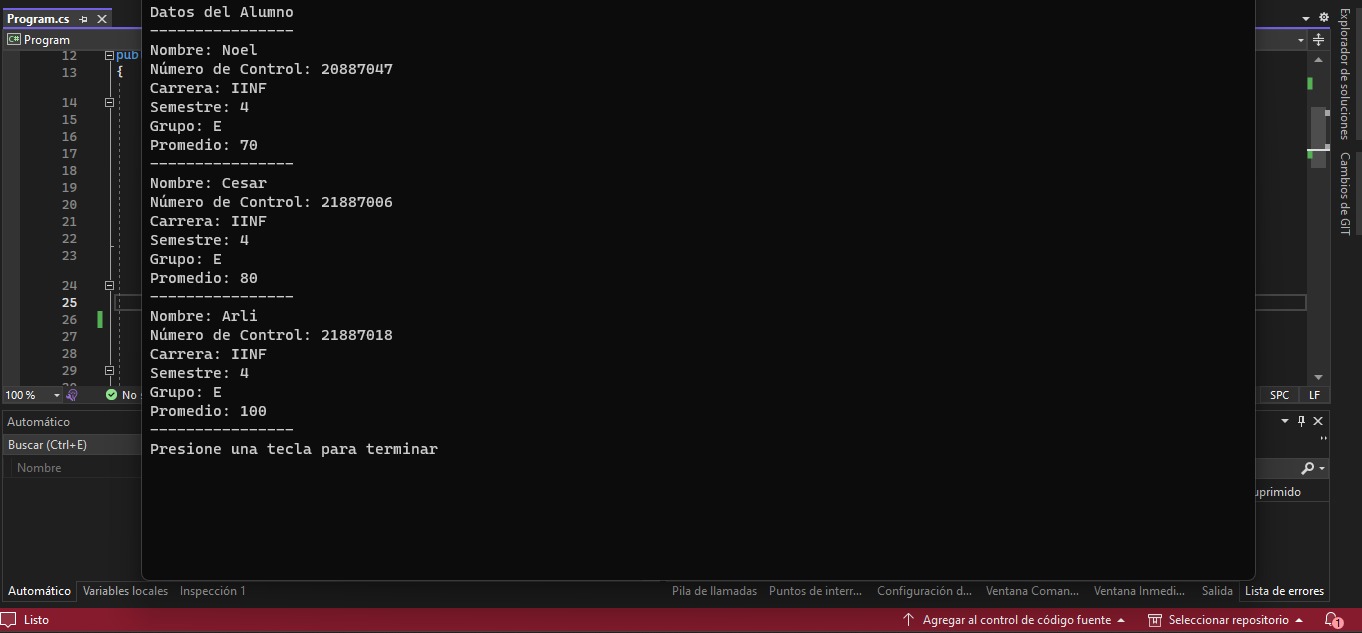 Program.cs
Program
12
pub
13
{
14
15
16
17
18
19
20
21
22
23
24
25
26
27
28
29
100 %
No
Datos del Alumno
----------------
Nombre: Noel
Número de Control: 20887047
Carrera: IINF
Semestre: 4
Grupo: E
Promedio: 70
----------------
Nombre: Cesar
Número de Control: 21887006
Carrera: IINF
Semestre: 4
Grupo: E
Promedio: 80
----------------
Nombre: Arli
Número de Control: 21887018
Carrera: IINF
Semestre: 4
Grupo: E
Promedio: 100
----------------
Presione una tecla para terminar
Explorador de soluciones
Cambios de GIT
SPC LF
Automático
Buscar (Ctrl+E)
Nombre
uprimido
Automático Variables locales Inspección 1
Pila de llamadas Puntos de interr... Configuración d... Ventana Coman... Ventana Inmedi... Salida Lista de errores
Listo
Agregar al control de código fuente Seleccionar repositorio 1